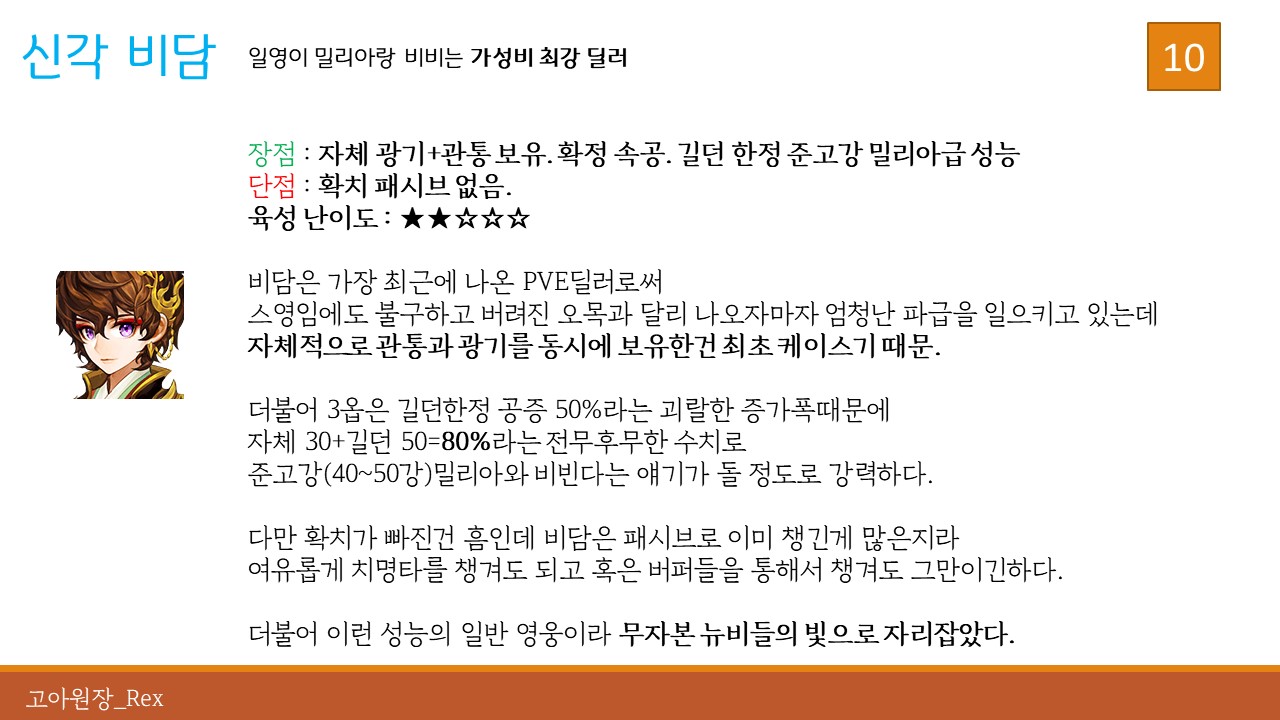 신각 비담
일영이 밀리아랑 비비는 가성비 최강 딜러
10
장점 : 자체 광기+관통 보유. 확정 속공. 길던 한정 준고강 밀리아급 성능
단점 : 확치 패시브 없음.
육성 난이도 : ★★☆☆☆
비담은 가장 최근에 나온 PVE딜러로써
스영임에도 불구하고 버려진 오목과 달리 나오자마자 엄청난 파급을 일으키고 있는데
자체적으로 관통과 광기를 동시에 보유한건 최초 케이스기 때문.
더불어 3옵은 길던한정 공증 50%라는 괴랄한 증가폭때문에
자체 30+길던 50=80%라는 전무후무한 수치로
준고강(40~50강)밀리아와 비빈다는 얘기가 돌 정도로 강력하다.
다만 확치가 빠진건 흠인데 비담은 패시브로 이미 챙긴게 많은지라
여유롭게 치명타를 챙겨도 되고 혹은 버퍼들을 통해서 챙겨도 그만이긴하다.
더불어 이런 성능의 일반 영웅이라 무자본 뉴비들의 빛으로 자리잡았다.
고아원장_Rex